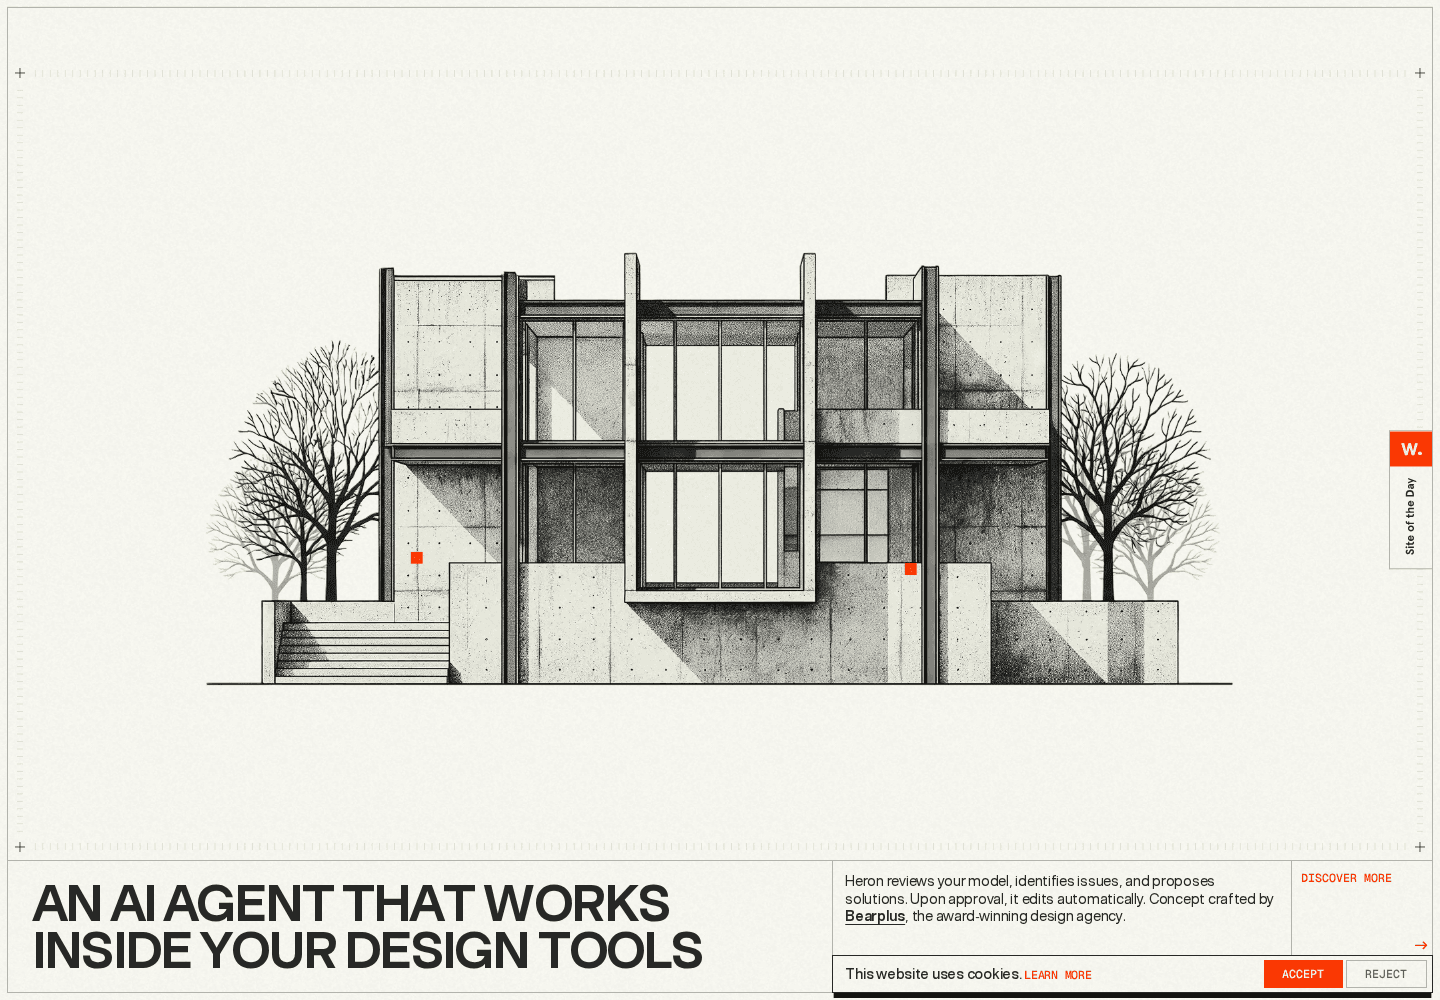 W.
Site of the Day
AN AI AGENT THAT WORKS
INSIDE YOUR DESIGN TOOLS
Heron reviews your model, identifies issues, and proposes
solutions. Upon approval, it edits automatically. Concept crafted by
Bearplus, the award-winning design agency.
DISCOVER MORE
→
This website uses cookies. LEARN MORE
ACCEPT
REJECT